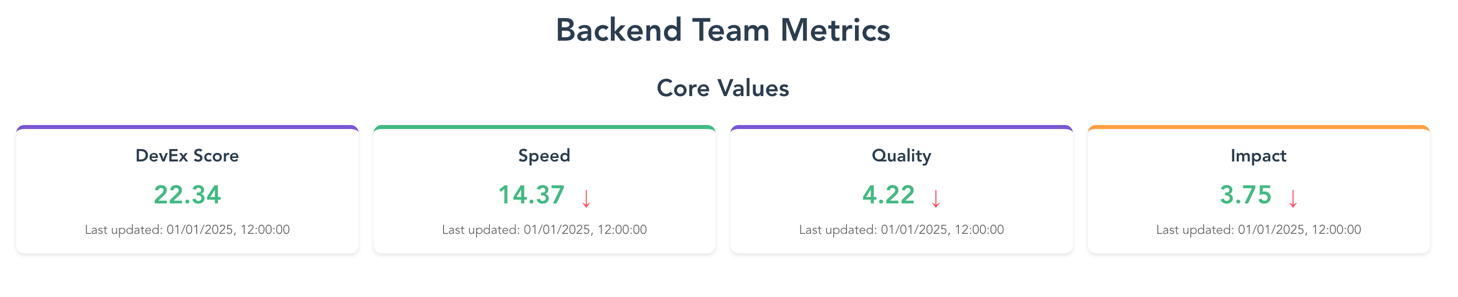 Backend Team Metrics
Core Values
DevEx Score
22.34
Last updated: 01/01/2025, 12:00:00
Speed
14.37 ↓
Last updated: 01/01/2025, 12:00:00
Quality
4.22 ↓
Last updated: 01/01/2025, 12:00:00
Impact
3.75 ↓
Last updated: 01/01/2025, 12:00:00